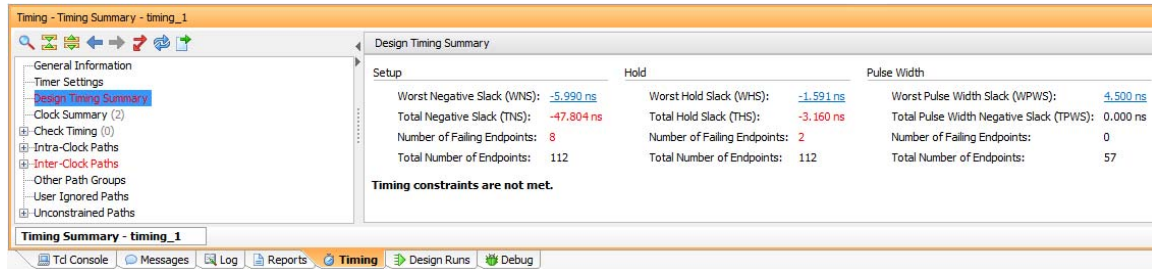 Timing - Timing Summary - timing_1
Design Timing Summary
General Information
Timer Settings
Design Timing Summary
Clock Summary (2)
Check Timing (0)
Intra-Clock Paths
Inter-Clock Paths
Other Path Groups
User Ignored Paths
Unconstrained Paths
Setup Hold Pulse Width
Worst Negative Slack (WNS): -5.990 ns Worst Hold Slack (WHS): -1.591 ns Worst Pulse Width Slack (WPWS): 4.500 ns
Total Negative Slack (TNS): -47.804 ns Total Hold Slack (THS): -3.160 ns Total Pulse Width Negative Slack (TPWS): 0.000 ns
Number of Failing Endpoints: 8 Number of Failing Endpoints: 2 Number of Failing Endpoints: 0
Total Number of Endpoints: 112 Total Number of Endpoints: 112 Total Number of Endpoints: 57
Timing constraints are not met.
Timing Summary - timing_1
Tcl Console Messages Log Reports Timing Design Runs Debug